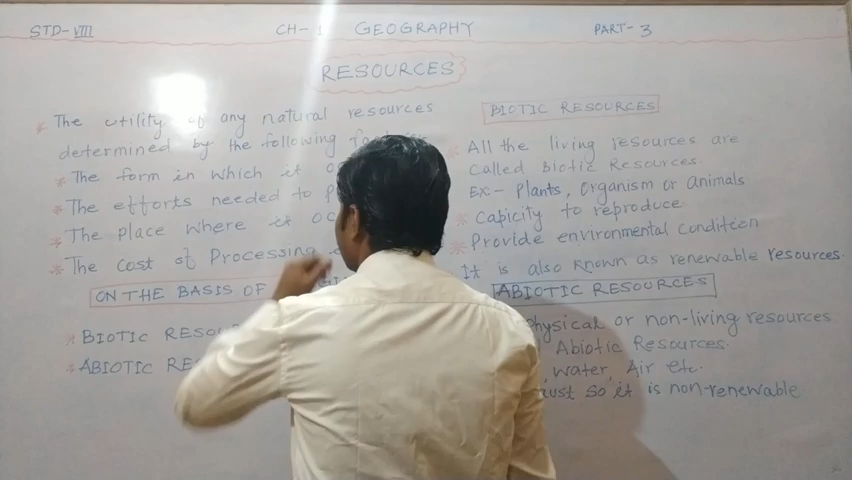 STD-VIII CH-1 GEOGRAPHY PART-3
RESOURCES
* The utility of any natural resources
determined by the following
* The form in which it
* The efforts needed to
* The place where it
* The cost of Processing
ON THE BASIS OF
* BIOTIC
* ABIOTIC
BIOTIC RESOURCES
* All the living resources are
Called Biotic Resources.
Ex:- Plants, Organism or animals
* Capicity to reproduce
* Provide environmental condition
It is also known as renewable resources.
ABIOTIC RESOURCES
Physical or non-living resources
Abiotic Resources.
, water, Air etc.
So it is non-renewable